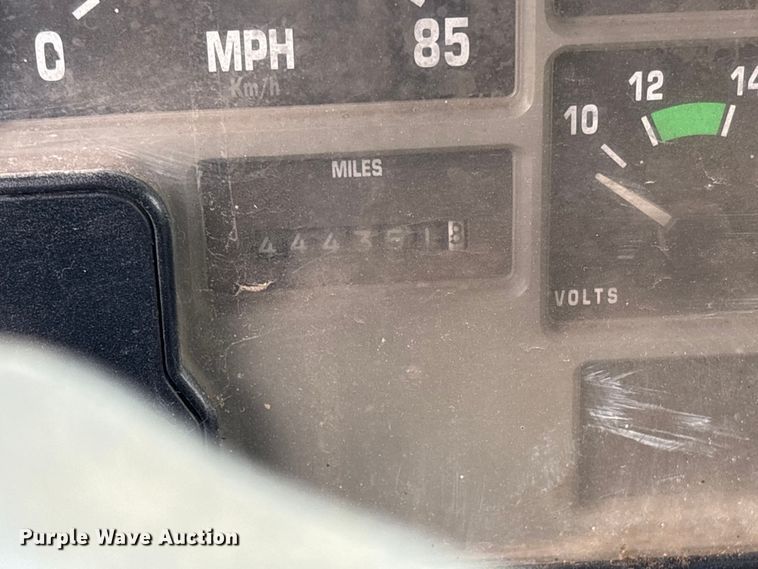 0 MPH 85
Km/h
10 12 14
MILES
VOLTS
Purple Wave Auction